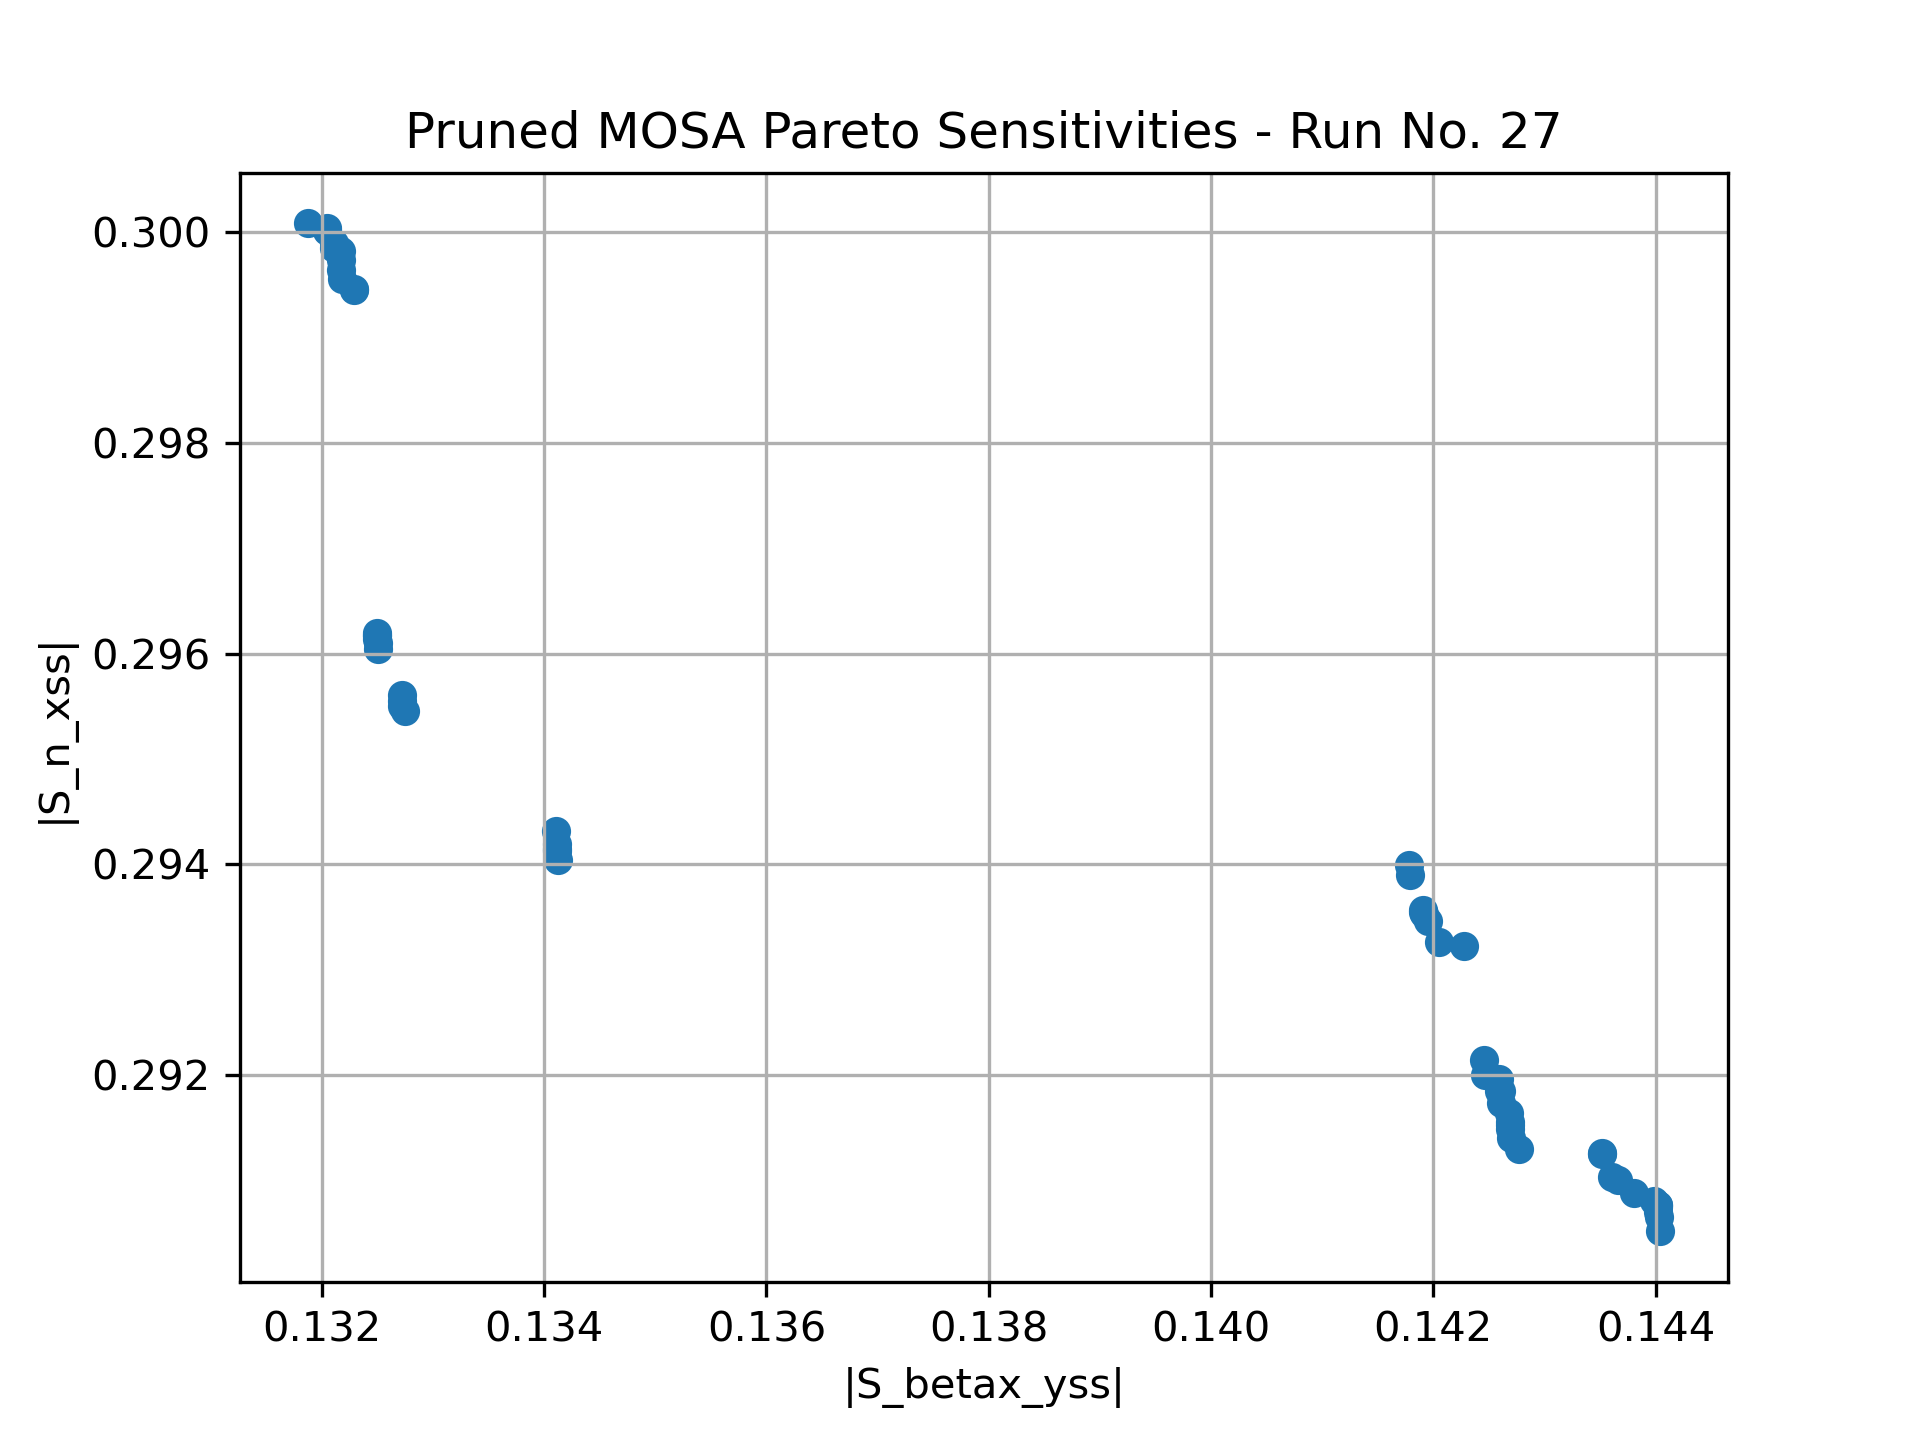 Pruned MOSA Pareto Sensitivities - Run No. 27
0.300
0.298
0.296
0.294
0.292
|S_n_xss|
0.132 0.134 0.136 0.138 0.140 0.142 0.144
|S_betax_yss|